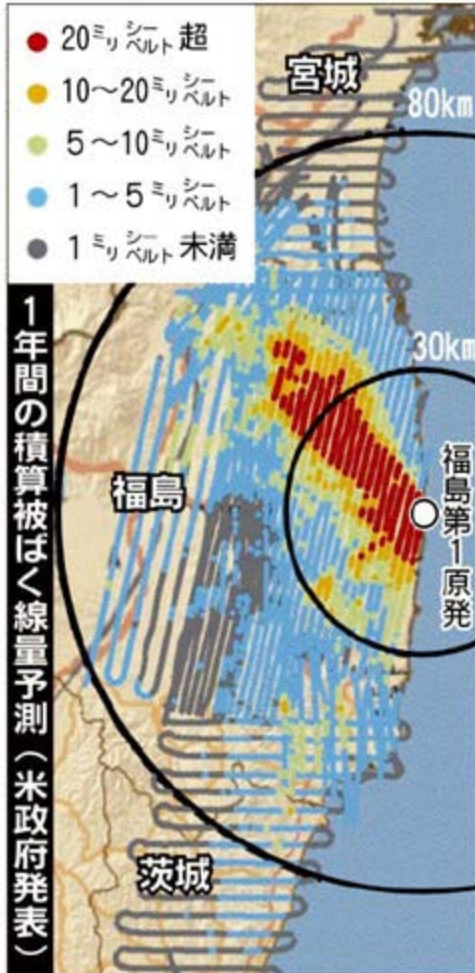 20ミリシーベルト超
10～20ミリシーベルト
5～10ミリシーベルト
1～5ミリシーベルト
1ミリシーベルト未満
1年間の積算被ばく線量予測（米政府発表）
宮城
80km
30km
福島
福島第1原発
茨城